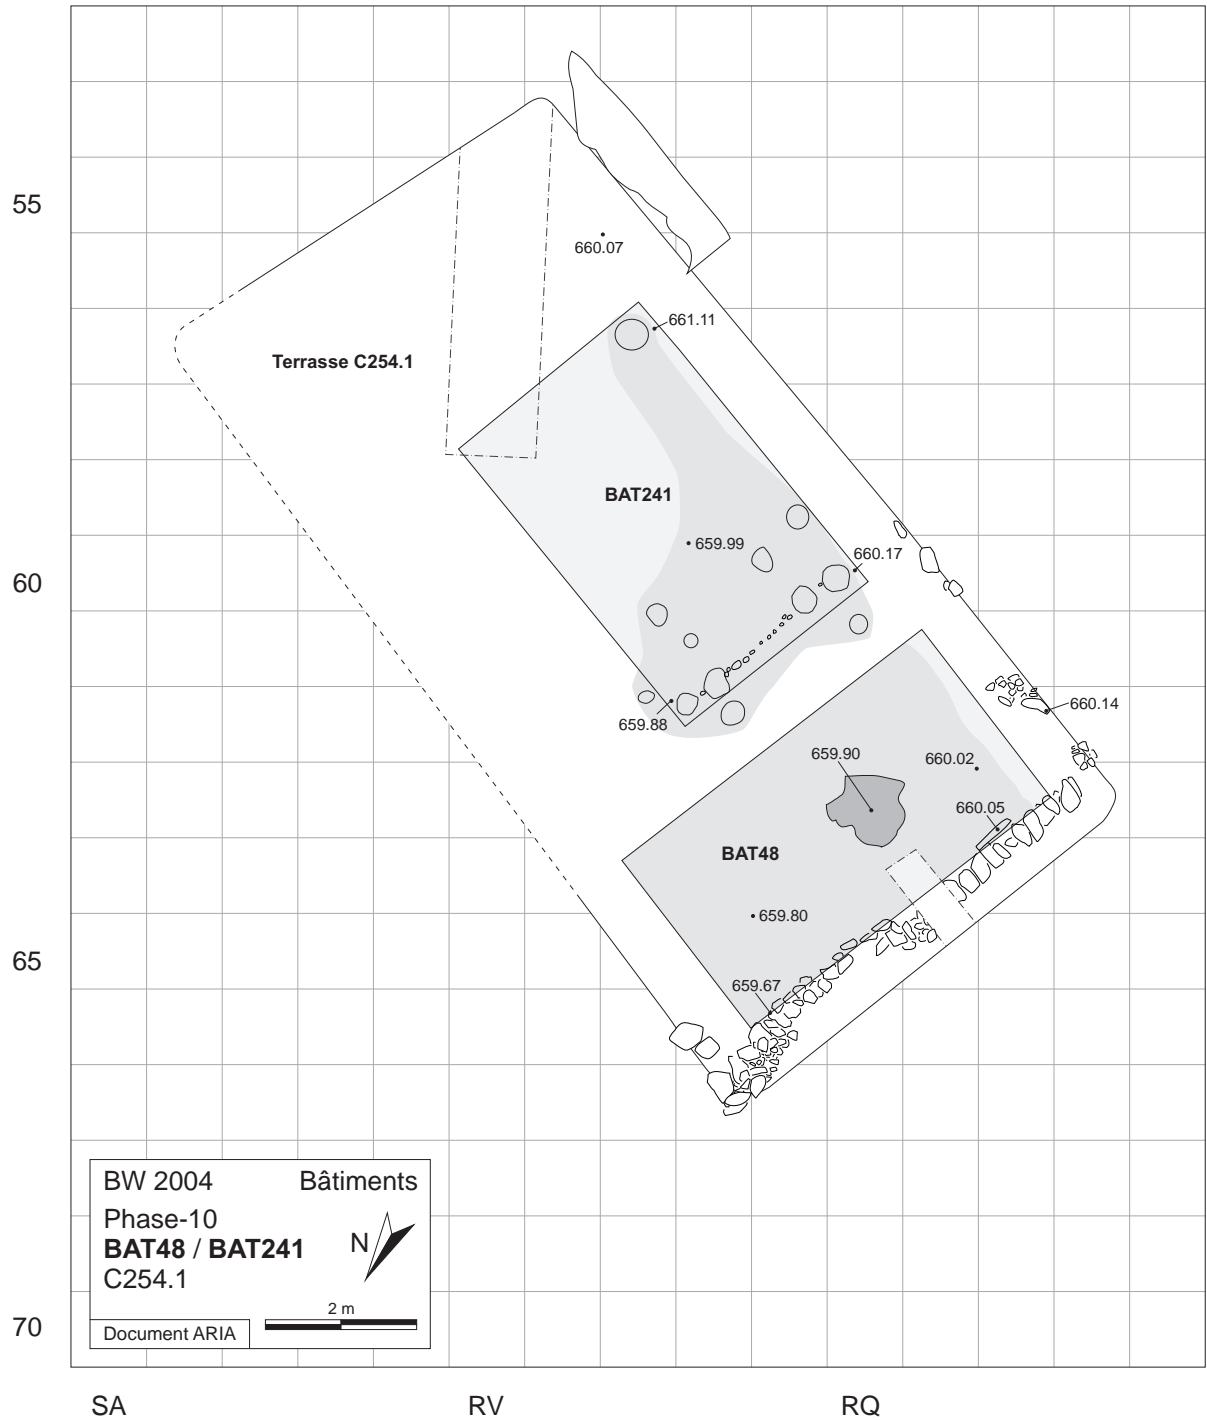 55
660.07
661.11
Terrasse C254.1
BAT241
659.99
660.17
60
659.88
660.14
659.90
660.02
660.05
BAT48
659.80
65
659.67
BW 2004 Bâtiments
Phase-10
BAT48 / BAT241
N
C254.1
2 m
Document ARIA
70
SA RV RQ